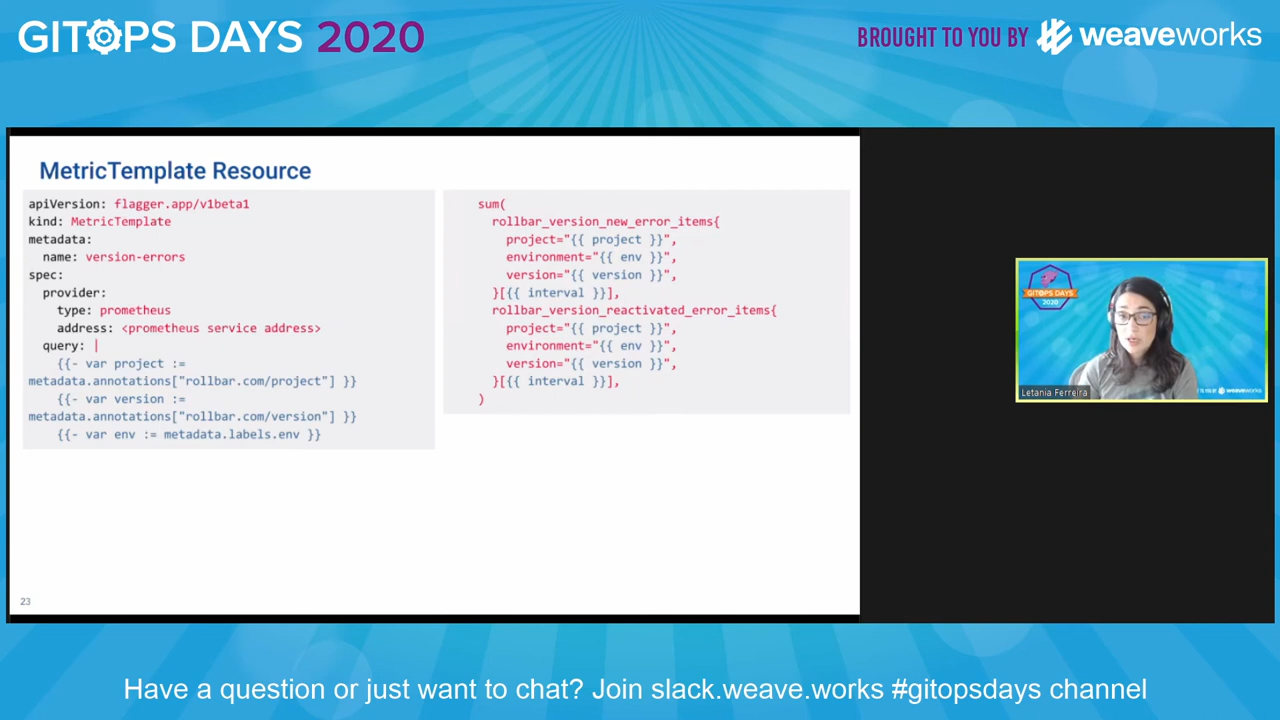 GITOPS DAYS 2020
BROUGHT TO YOU BY weaveworks
MetricTemplate Resource
apiVersion: flagger.app/v1beta1
kind: MetricTemplate
metadata:
name: version-errors
spec:
provider:
type: prometheus
address: <prometheus service address>
query: |
{{- var project :=
metadata.annotations["rollbar.com/project"] }}
{{- var version :=
metadata.annotations["rollbar.com/version"] }}
{{- var env := metadata.labels.env }}
sum(
rollbar_version_new_error_items{
project="{{ project }}",
environment="{{ env }}",
version="{{ version }}",
}[{{ interval }}],
rollbar_version_reactivated_error_items{
project="{{ project }}",
environment="{{ env }}",
version="{{ version }}",
}[{{ interval }}],
)
23
GITOPS DAYS
2020
Letania Ferreira
TO YOU BY weaveworks
Have a question or just want to chat? Join slack.weave.works #gitopsdays channel